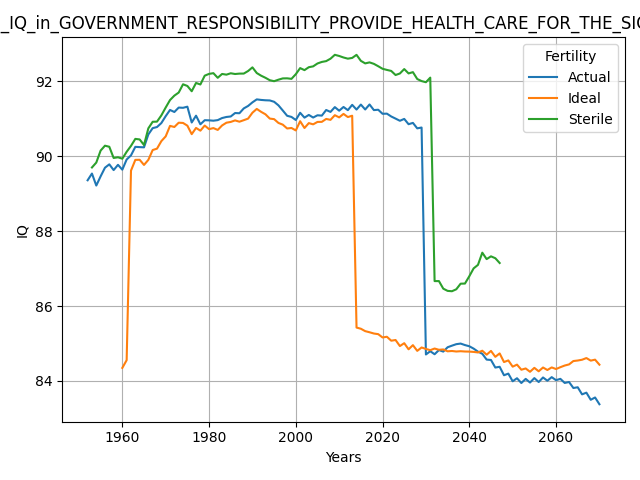 _IQ_in_GOVERNMENT_RESPONSIBILITY_PROVIDE_HEALTH_CARE_FOR_THE_SIC
Fertility
Actual
Ideal
Sterile
IQ
92
90
88
86
84
1960 1980 2000 2020 2040 2060
Years